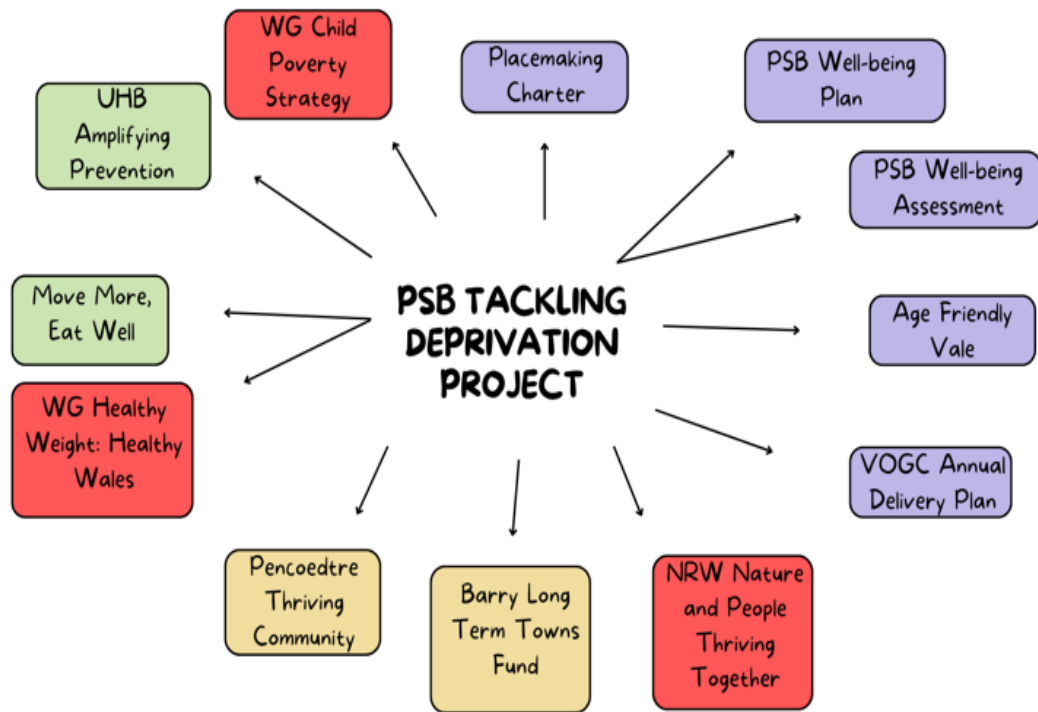 WG Child
Poverty
Strategy
Placemaking
Charter
PSB Well-being
Plan
UHB
Amplifying
Prevention
PSB Well-being
Assessment
Move More,
Eat Well
PSB TACKLING
DEPRIVATION
PROJECT
Age Friendly
Vale
WG Healthy
Weight: Healthy
Wales
VOGC Annual
Delivery Plan
Pencoedtre
Thriving
Community
Barry Long
Term Towns
Fund
NRW Nature
and People
Thriving
Together